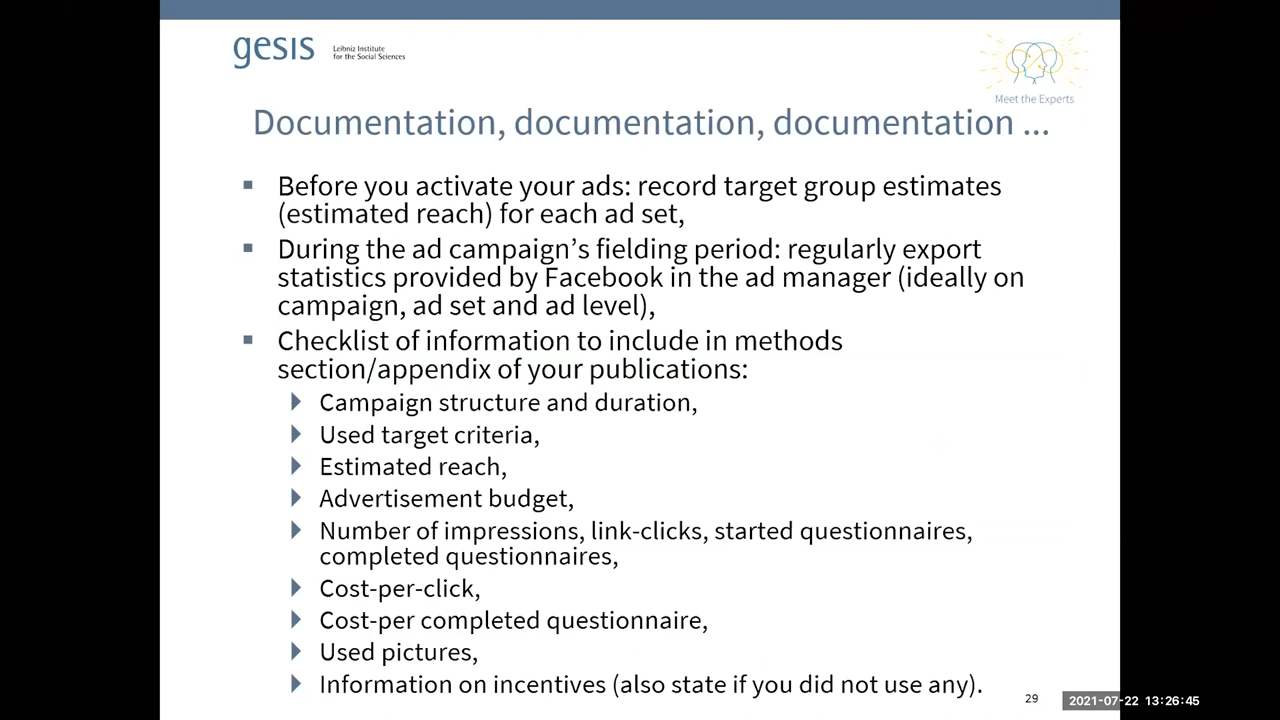 gesis
Leibniz Institute
for the Social Sciences
Meet the Experts
Documentation, documentation, documentation ...
Before you activate your ads: record target group estimates
(estimated reach) for each ad set,
During the ad campaign’s fielding period: regularly export
statistics provided by Facebook in the ad manager (ideally on
campaign, ad set and ad level),
Checklist of information to include in methods
section/appendix of your publications:
Campaign structure and duration,
Used target criteria,
Estimated reach,
Advertisement budget,
Number of impressions, link-clicks, started questionnaires,
completed questionnaires,
Cost-per-click,
Cost-per completed questionnaire,
Used pictures,
Information on incentives (also state if you did not use any).
29
2021-07-22 13:26:45